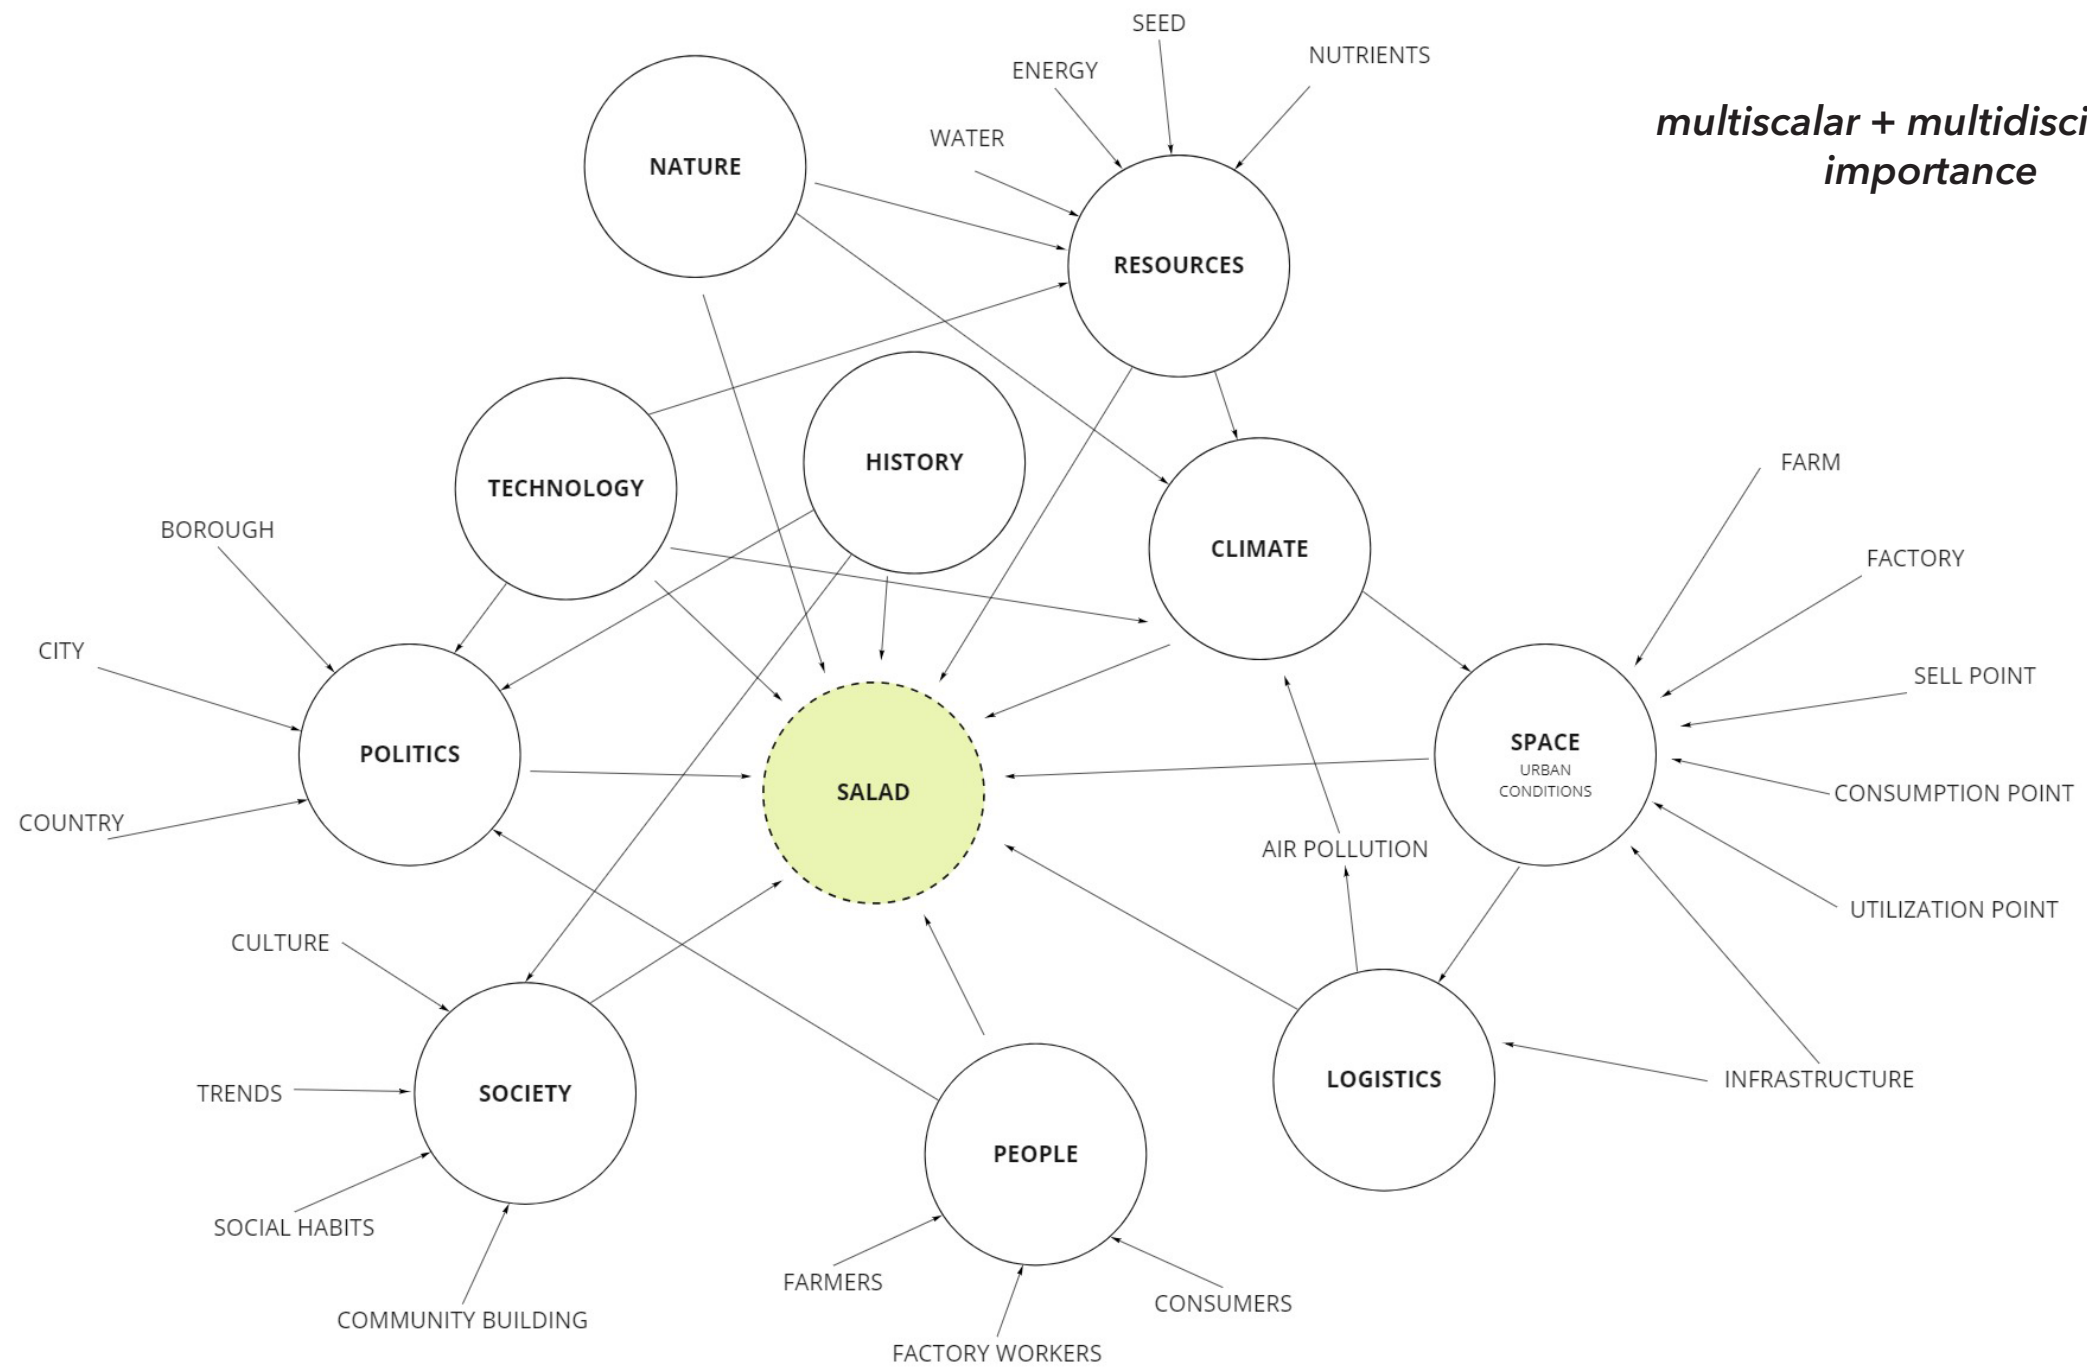 SEED
NUTRIENTS
ENERGY
multiscalar + multidisci
importance
WATER
NATURE
RESOURCES
HISTORY
TECHNOLOGY
FARM
BOROUGH
CLIMATE
FACTORY
CITY
SELL POINT
SPACE
URBAN
CONDITIONS
POLITICS
SALAD
CONSUMPTION POINT
COUNTRY
AIR POLLUTION
UTILIZATION POINT
CULTURE
TRENDS
SOCIETY
LOGISTICS
INFRASTRUCTURE
PEOPLE
SOCIAL HABITS
FARMERS
CONSUMERS
COMMUNITY BUILDING
FACTORY WORKERS